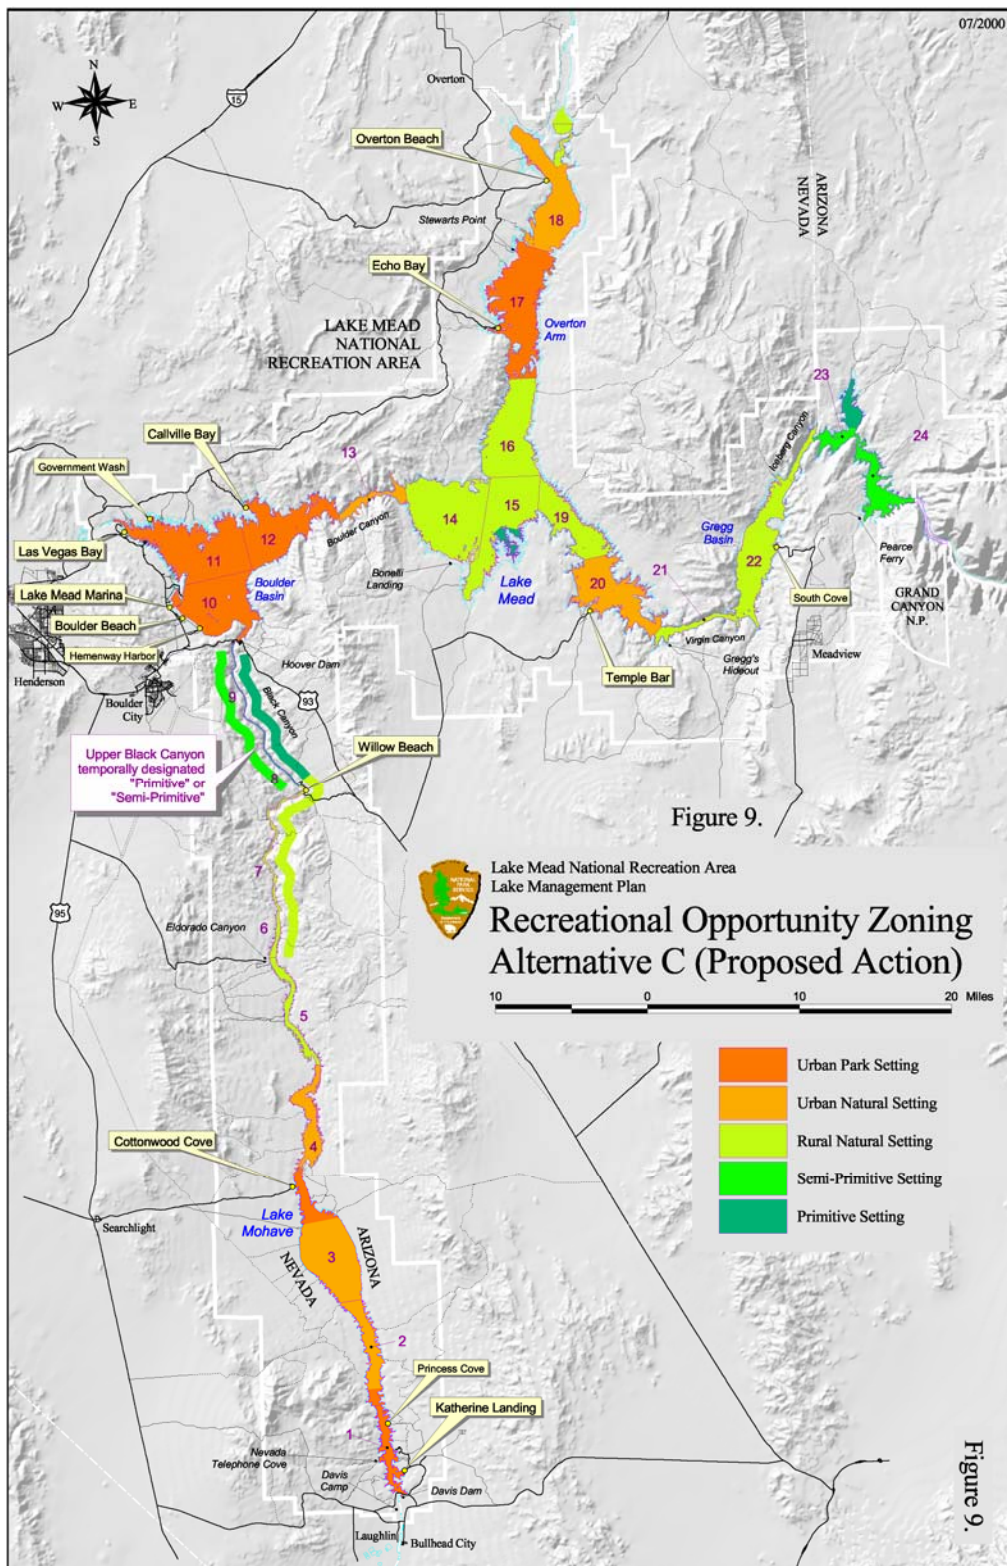 07/2000
N
W
E
S
15
Overton
Overton Beach
ARIZONA
NEVADA
Stewarts Point
18
Echo Bay
17
LAKE MEAD
NATIONAL
RECREATION AREA
Overton
Arm
23
21
Callville Bay
13
Iceberg Canyon
24
16
Government Wash
15
Boulder Canyon
14
19
Las Vegas Bay
11
12
Gregg
Basin
Bonelli
Landing
Pearce
Ferry
22
Lake
Mead
Boulder
Basin
20
21
Lake Mead Marina
10
South Cove
GRAND
CANYON
N.P.
Boulder Beach
Virgin Canyon
Hemenway Harbor
Meadview
Gregg's
Hideout
Hoover Dam
Henderson
Temple Bar
Boulder
City
9
Black Canyon
93
Willow Beach
Upper Black Canyon
temporally designated
"Primitive" or
"Semi-Primitive"
8
Figure 9.
NATIONAL
PARK
SERVICE
Lake Mead National Recreation Area
Lake Management Plan
Recreational Opportunity Zoning
Alternative C (Proposed Action)
7
95
6
Eldorado Canyon
10
0
10
20
Miles
5
Urban Park Setting
Urban Natural Setting
Rural Natural Setting
Semi-Primitive Setting
Primitive Setting
Cottonwood Cove
4
Lake
Mohave
Searchlight
ARIZONA
NEVADA
3
2
Princess Cove
Katherine Landing
1
Nevada
Telephone Cove
Davis
Camp
Davis Dam
Laughlin
Bullhead City
Figure 9.